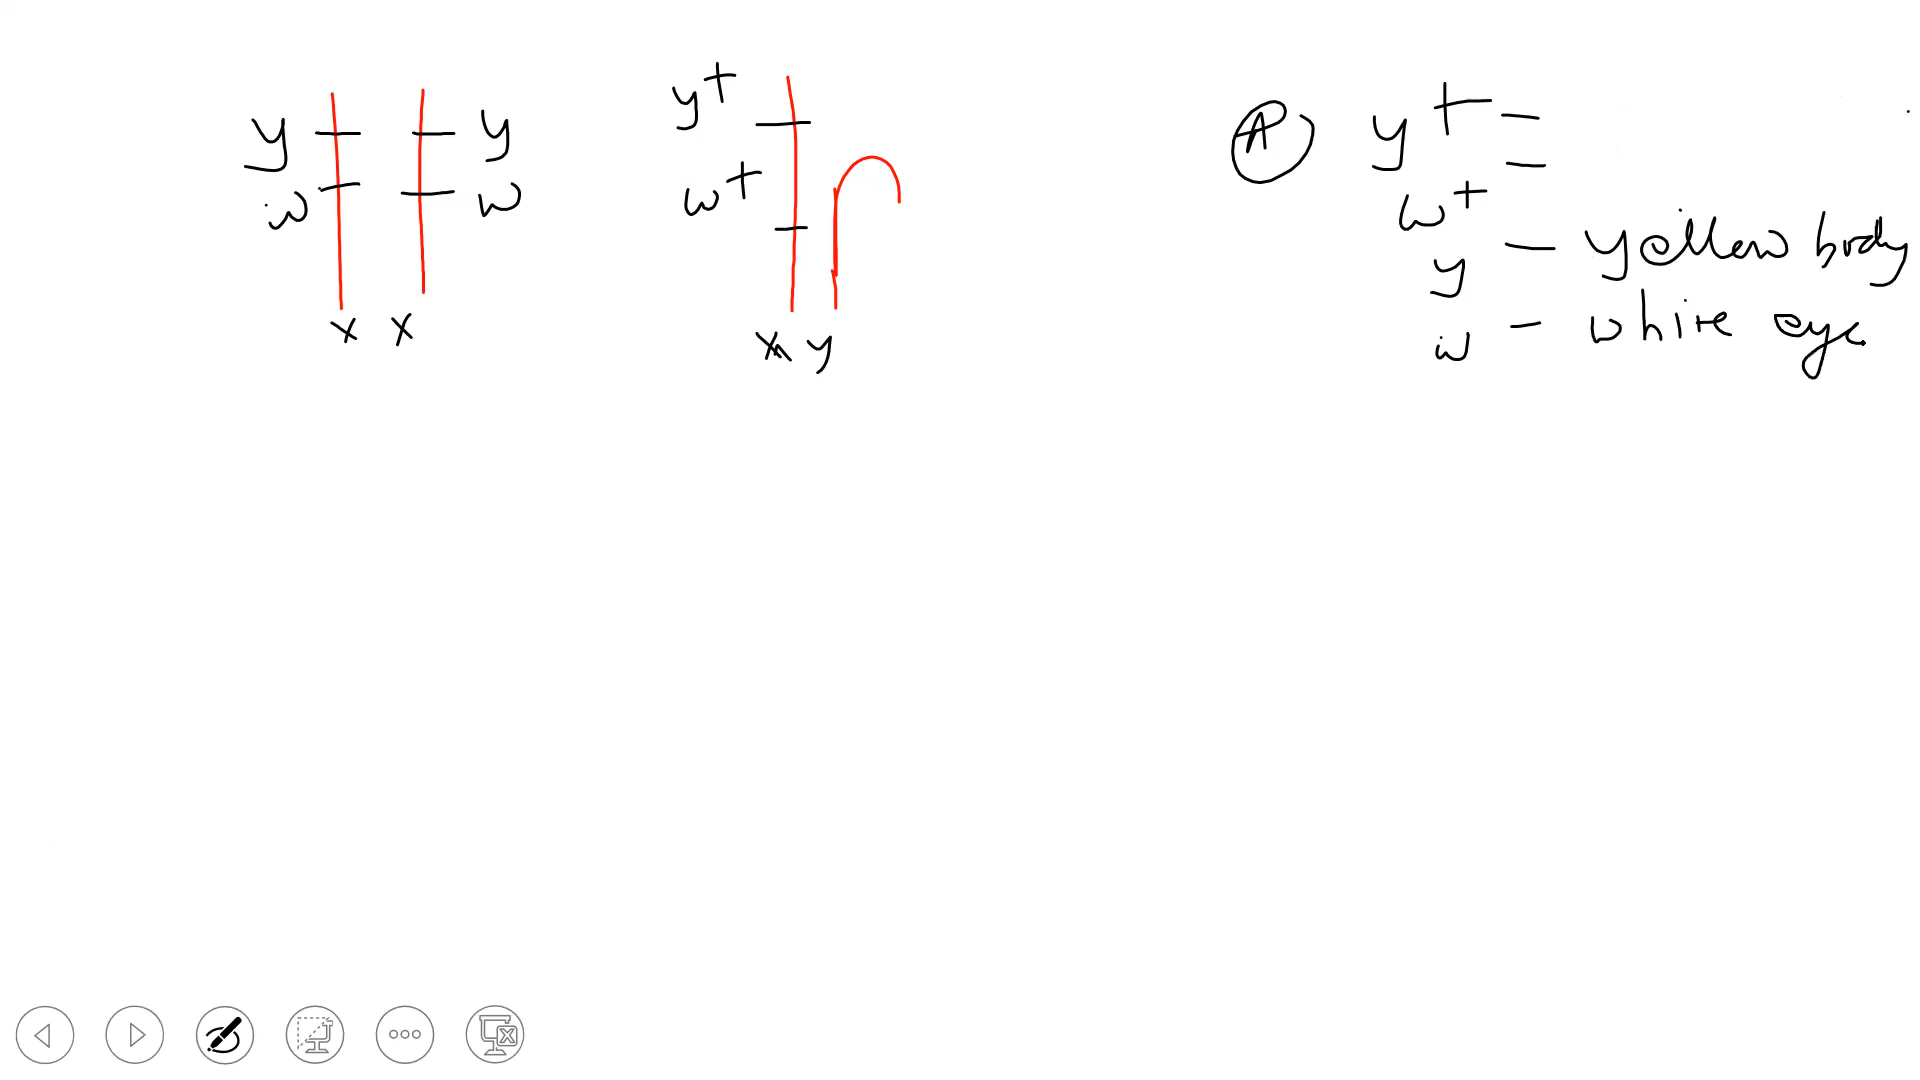 y y
w w
x x
y+
w+
X y
A y+ =
w+ =
y — yellow body
w — white eye